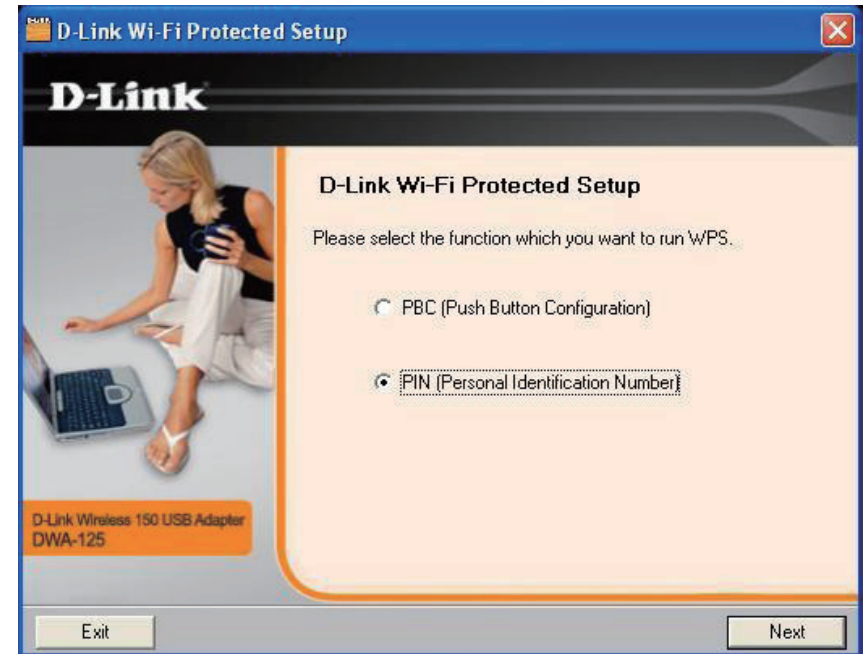 D-Link Wi-Fi Protected Setup
D-Link
D-Link Wi-Fi Protected Setup
Please select the function which you want to run WPS.
PBC (Push Button Configuration)
PIN (Personal Identification Number)
D-Link Wireless 150 USB Adapter
DWA-125
Exit
Next